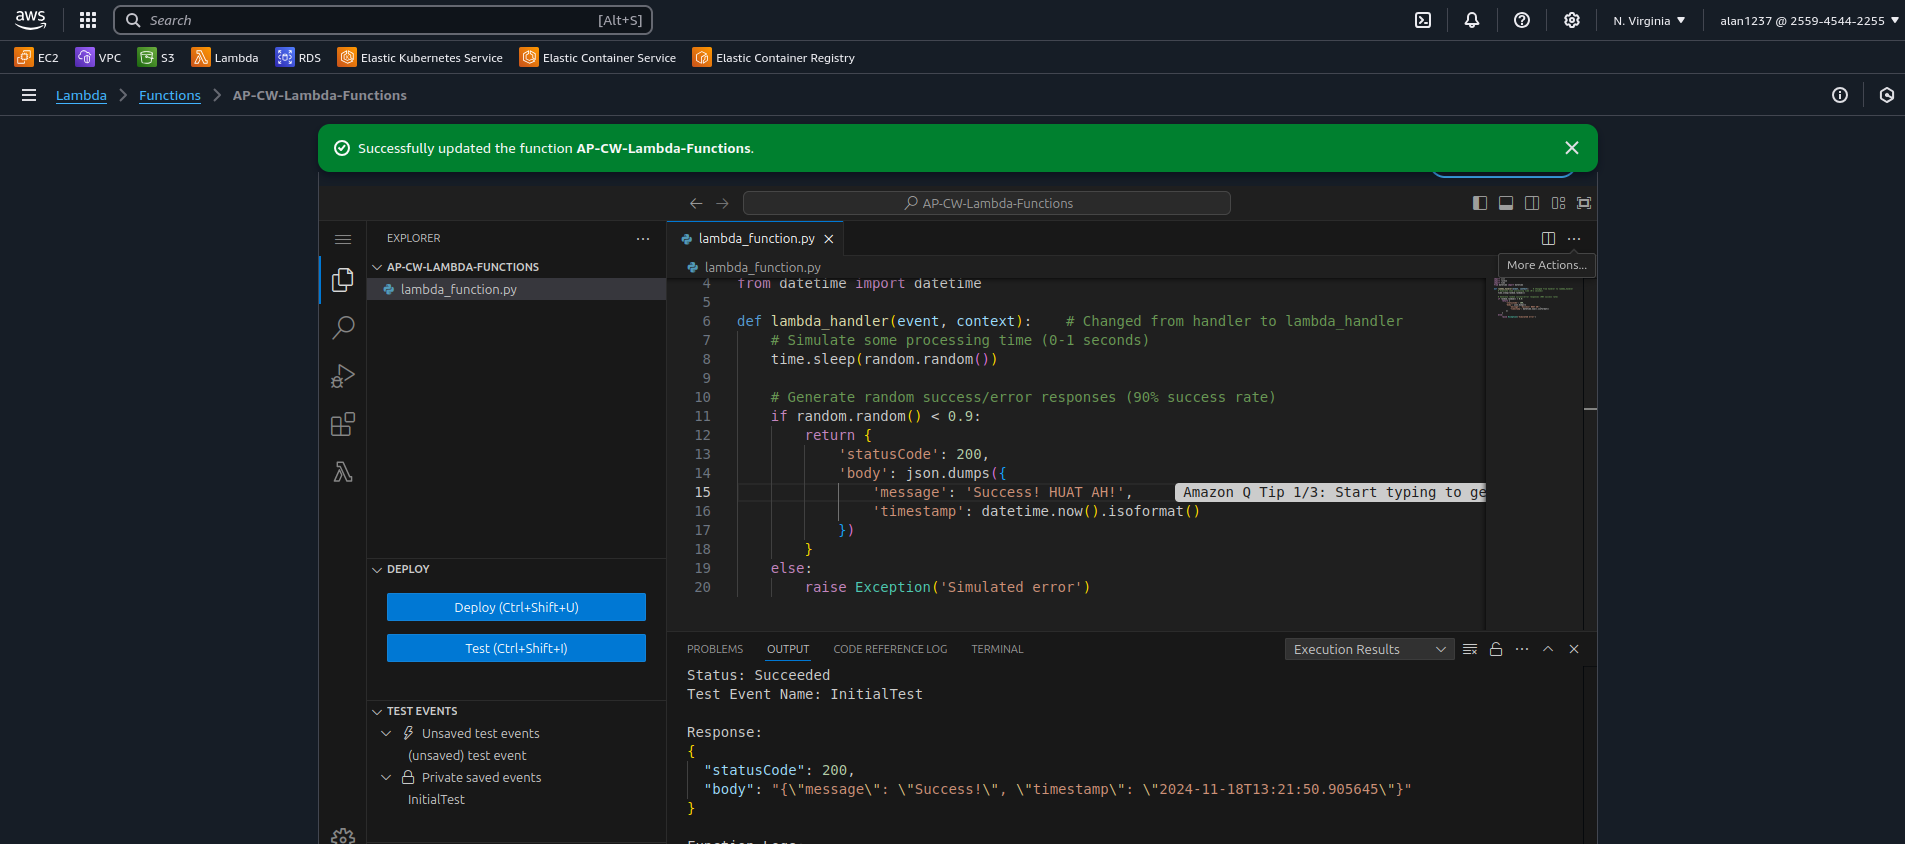 aws
Search
[Alt+S]
N. Virginia
alan1237 @ 2559-4544-2255
EC2
VPC
S3
Lambda
RDS
Elastic Kubernetes Service
Elastic Container Service
Elastic Container Registry
Lambda
Functions
AP-CW-Lambda-Functions
Successfully updated the function AP-CW-Lambda-Functions.
AP-CW-Lambda-Functions
EXPLORER
AP-CW-LAMBDA-FUNCTIONS
lambda_function.py
DEPLOY
Deploy (Ctrl+Shift+U)
Test (Ctrl+Shift+I)
TEST EVENTS
Unsaved test events
(unsaved) test event
Private saved events
InitialTest
lambda_function.py
More Actions...
lambda_function.py
4 from datetime import datetime
5
6 def lambda_handler(event, context):    # Changed from handler to lambda_handler
7     # Simulate some processing time (0-1 seconds)
8     time.sleep(random.random())
9
10     # Generate random success/error responses (90% success rate)
11     if random.random() < 0.9:
12         return {
13             'statusCode': 200,
14             'body': json.dumps({
15                 'message': 'Success! HUAT AH!',     Amazon Q Tip 1/3: Start typing to ge
16                 'timestamp': datetime.now().isoformat()
17             })
18         }
19     else:
20         raise Exception('Simulated error')
PROBLEMS
OUTPUT
CODE REFERENCE LOG
TERMINAL
Execution Results
Status: Succeeded
Test Event Name: InitialTest
Response:
{
  "statusCode": 200,
  "body": "{\"message\": \"Success!\", \"timestamp\": \"2024-11-18T13:21:50.905645\"}"
}